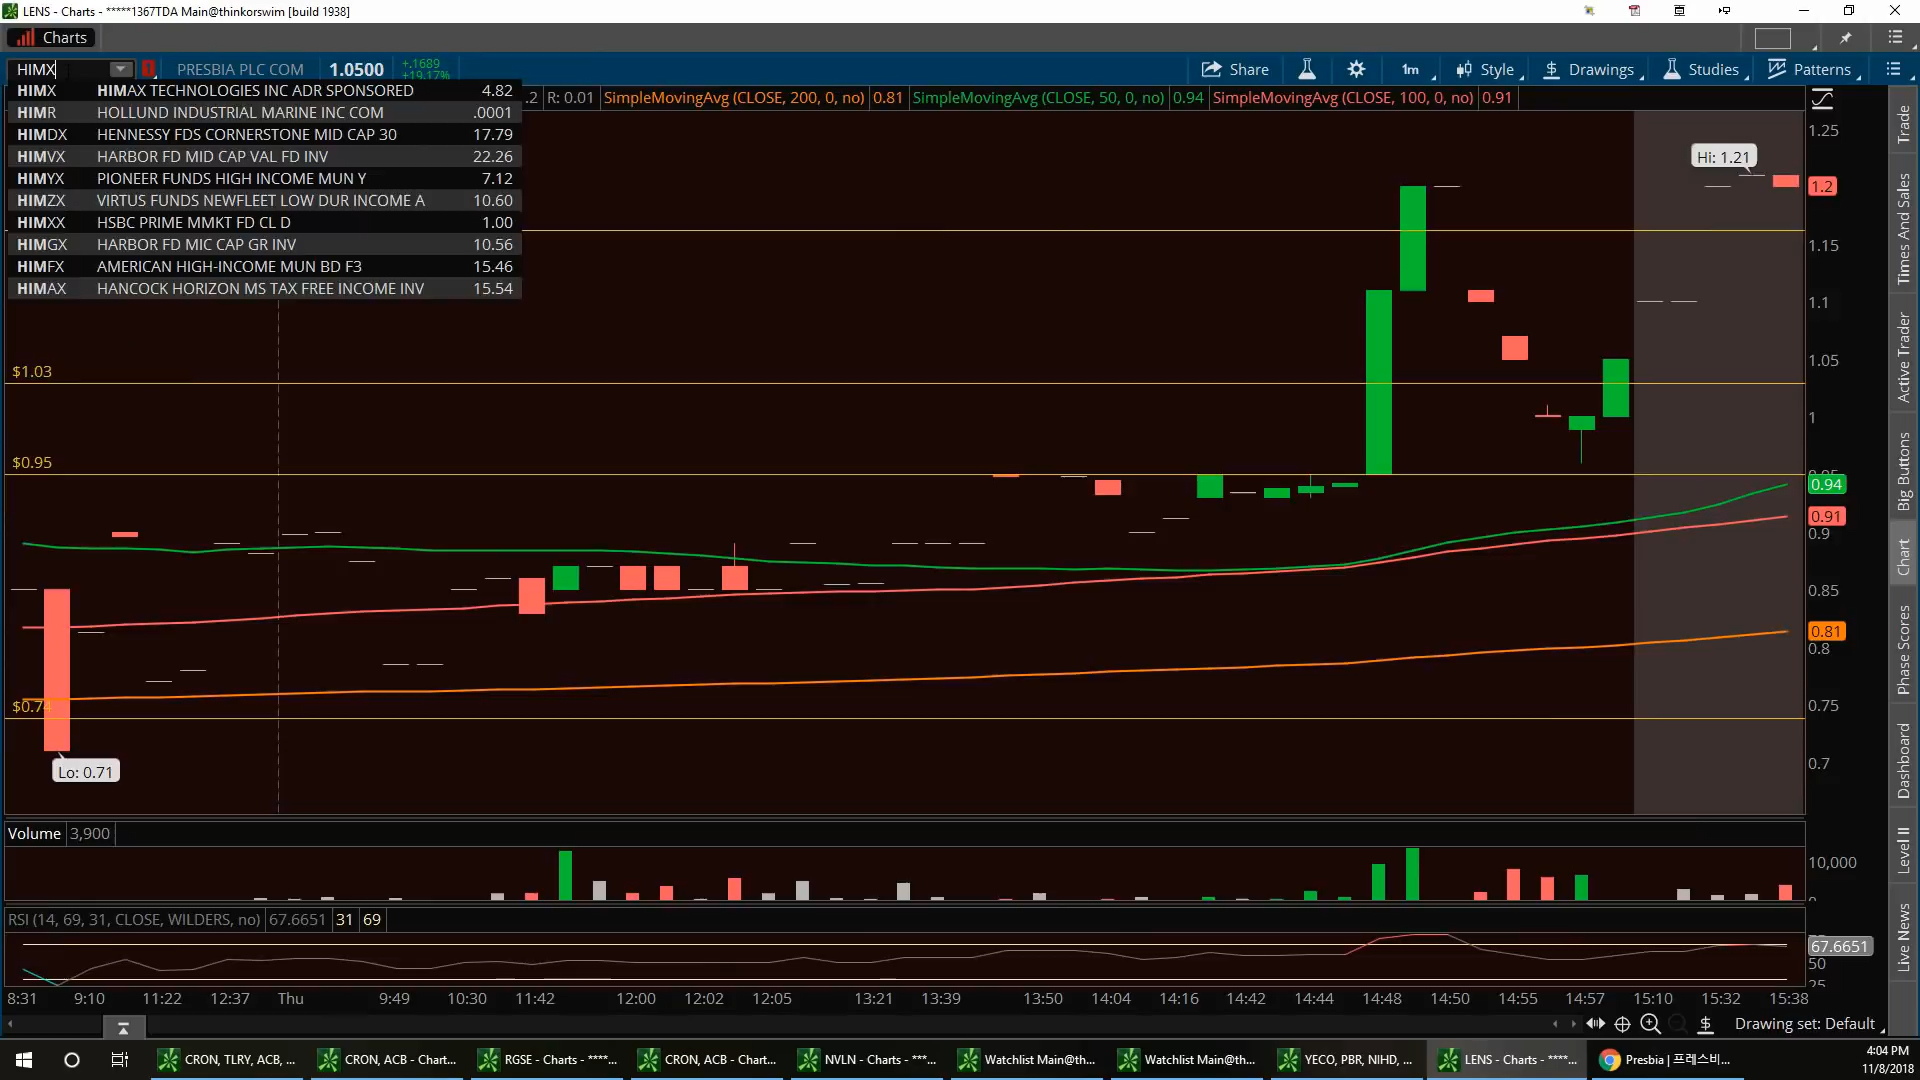 LENS - Charts - *****1367TDA Main@thinkorswim [build 1938]
Charts
HIMX
PRESBIA PLC COM
1.0500
+.1689
+19.17%
Share
1m
Style
Drawings
Studies
Patterns
HIMX HIMAX TECHNOLOGIES INC ADR SPONSORED 4.82
HIMR HOLLUND INDUSTRIAL MARINE INC COM .0001
HIMDX HENNESSY FDS CORNERSTONE MID CAP 30 17.79
HIMVX HARBOR FD MID CAP VAL FD INV 22.26
HIMYX PIONEER FUNDS HIGH INCOME MUN Y 7.12
HIMZX VIRTUS FUNDS NEWFLEET LOW DUR INCOME A 10.60
HIMXX HSBC PRIME MMKT FD CL D 1.00
HIMGX HARBOR FD MIC CAP GR INV 10.56
HIMFX AMERICAN HIGH-INCOME MUN BD F3 15.46
HIMAX HANCOCK HORIZON MS TAX FREE INCOME INV 15.54
.2 R: 0.01 SimpleMovingAvg (CLOSE, 200, 0, no) 0.81 SimpleMovingAvg (CLOSE, 50, 0, no) 0.94 SimpleMovingAvg (CLOSE, 100, 0, no) 0.91
1.25
Hi: 1.21
1.2
1.15
1.1
1.05
1
0.95
0.94
0.91
0.9
0.85
0.81
0.8
0.75
0.7
$1.03
$0.95
$0.74
Lo: 0.71
Trade
Times And Sales
Active Trader
Big Buttons
Chart
Phase Scores
Dashboard
Level II
Live News
Volume 3,900
10,000
RSI (14, 69, 31, CLOSE, WILDERS, no) 67.6651 31 69
67.6651
50
25
8:31 9:10 11:22 12:37 Thu 9:49 10:30 11:42 12:00 12:02 12:05 13:21 13:39 13:50 14:04 14:16 14:42 14:44 14:48 14:50 14:55 14:57 15:10 15:32 15:38
Drawing set: Default
CRON, TLRY, ACB, ...
CRON, ACB - Chart...
RGSE - Charts - ****...
CRON, ACB - Chart...
NVLN - Charts - ***...
Watchlist Main@th...
Watchlist Main@th...
YECO, PBR, NIHD, ...
LENS - Charts - ****...
Presbia | 프레스비...
4:04 PM
11/8/2018